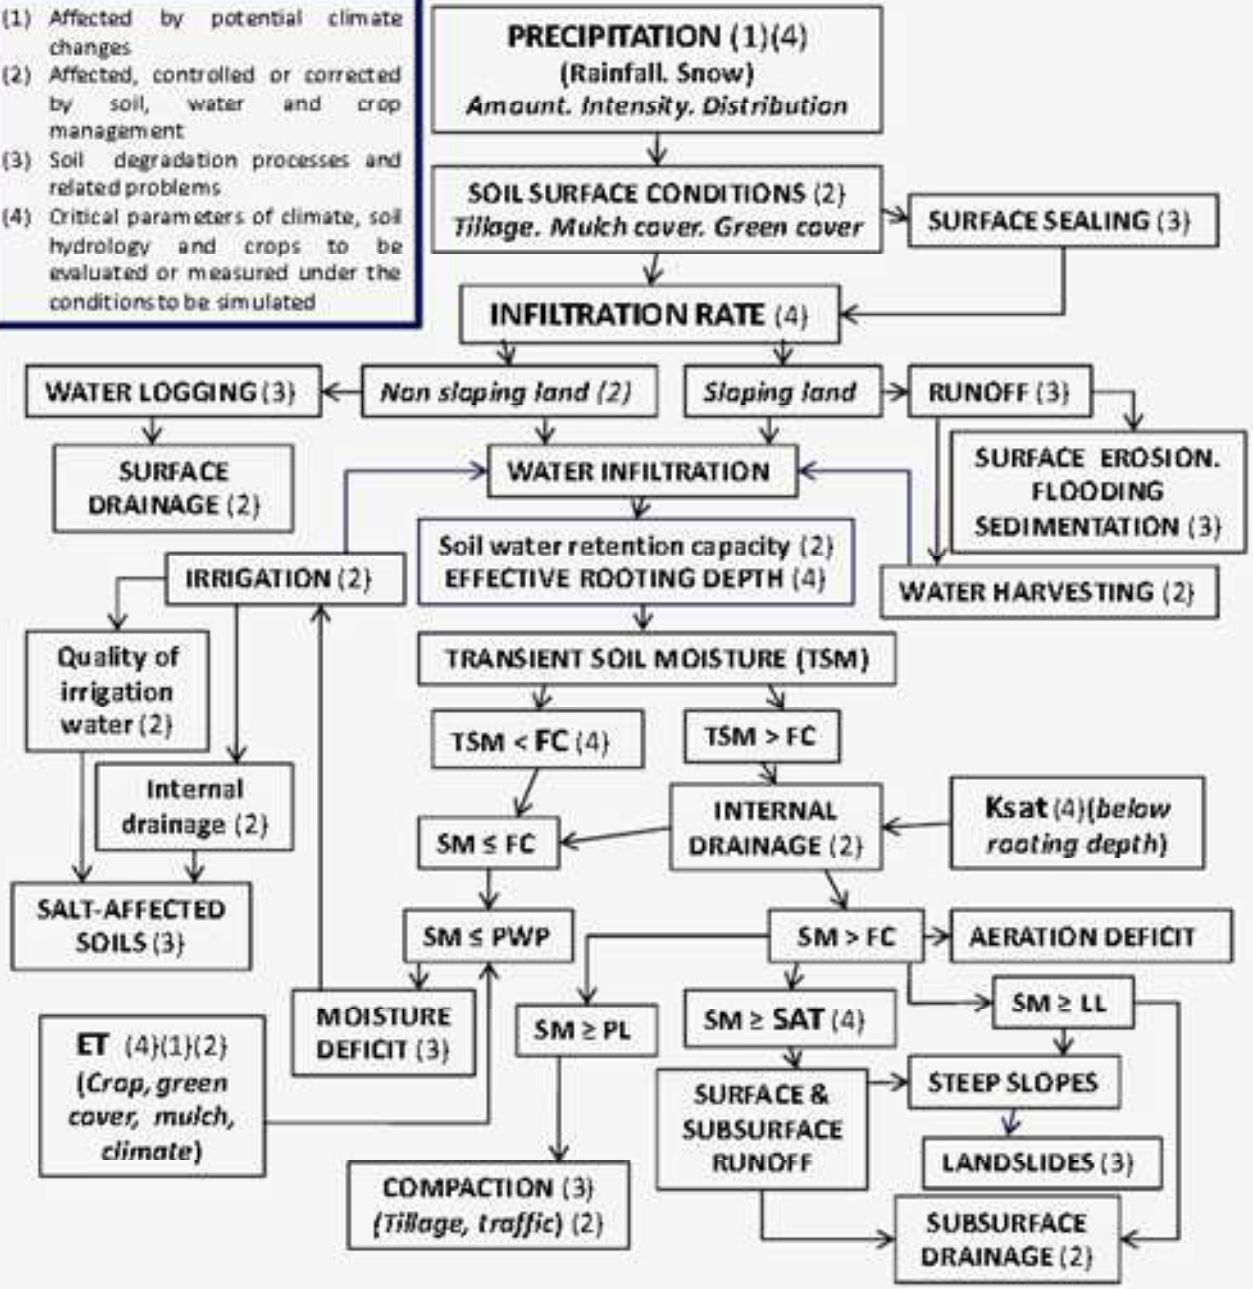 (1) Affected by potential climate
changes
(2) Affected, controlled or corrected
by soil, water and crop
management
(3) Soil degradation processes and
related problems
(4) Critical parameters of climate, soil
hydrology and crops to be
evaluated or measured under the
conditions to be simulated
PRECIPITATION (1)(4)
(Rainfall. Snow)
Amount. Intensity. Distribution
SOIL SURFACE CONDITIONS (2)
Tillage. Mulch cover. Green cover
SURFACE SEALING (3)
INFILTRATION RATE (4)
WATER LOGGING (3)
Non sloping land (2)
Sloping land
RUNOFF (3)
SURFACE
DRAINAGE (2)
WATER INFILTRATION
SURFACE EROSION.
FLOODING
SEDIMENTATION (3)
Soil water retention capacity (2)
EFFECTIVE ROOTING DEPTH (4)
IRRIGATION (2)
WATER HARVESTING (2)
Quality of
irrigation
water (2)
TRANSIENT SOIL MOISTURE (TSM)
TSM < FC (4)
TSM > FC
Internal
drainage (2)
INTERNAL
DRAINAGE (2)
Ksat (4)(below
rooting depth)
SM ≤ FC
SALT-AFFECTED
SOILS (3)
SM ≤ PWP
SM > FC
AERATION DEFICIT
MOISTURE
DEFICIT (3)
SM ≥ PL
SM ≥ SAT (4)
SM ≥ LL
ET (4)(1)(2)
(Crop, green
cover, mulch,
climate)
SURFACE &
SUBSURFACE
RUNOFF
STEEP SLOPES
LANDSLIDES (3)
COMPACTION (3)
(Tillage, traffic) (2)
SUBSURFACE
DRAINAGE (2)